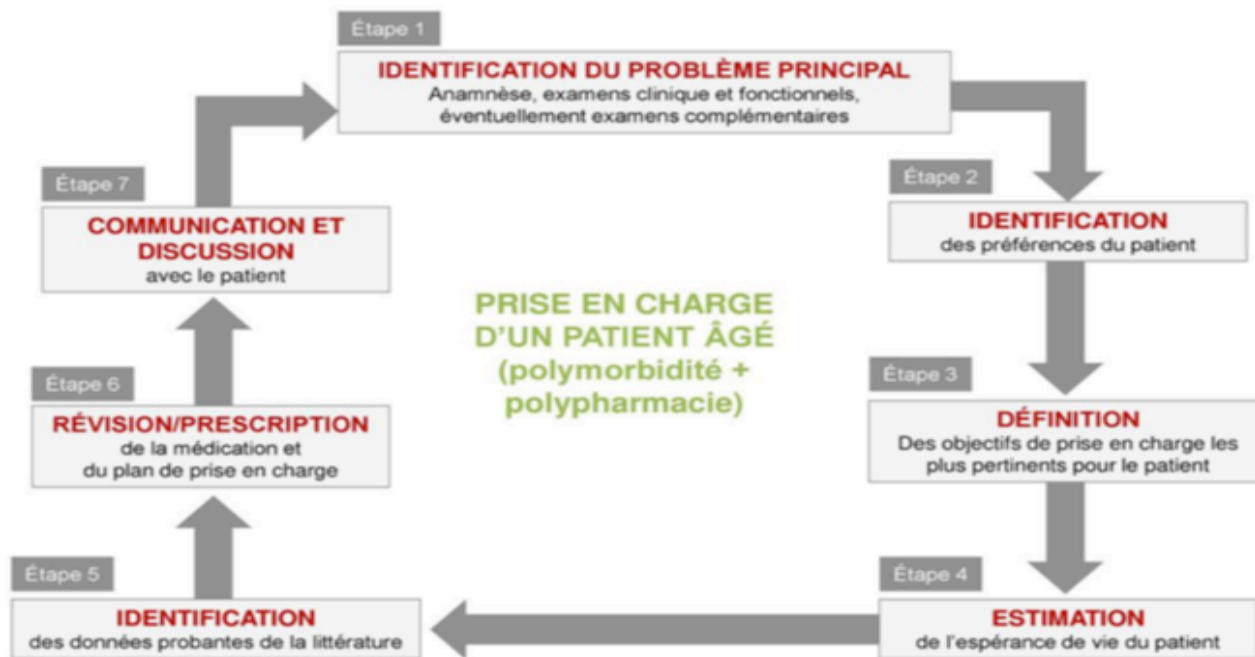 Étape 1
IDENTIFICATION DU PROBLÈME PRINCIPAL
Anamnèse, examens clinique et fonctionnels,
éventuellement examens complémentaires
Étape 2
IDENTIFICATION
des préférences du patient
Étape 3
DÉFINITION
Des objectifs de prise en charge les
plus pertinents pour le patient
Étape 4
ESTIMATION
de l'espérance de vie du patient
Étape 5
IDENTIFICATION
des données probantes de la littérature
Étape 6
RÉVISION/PRESCRIPTION
de la médication et
du plan de prise en charge
Étape 7
COMMUNICATION ET
DISCUSSION
avec le patient
PRISE EN CHARGE
D'UN PATIENT ÂGÉ
(polymorbidité +
polypharmacie)